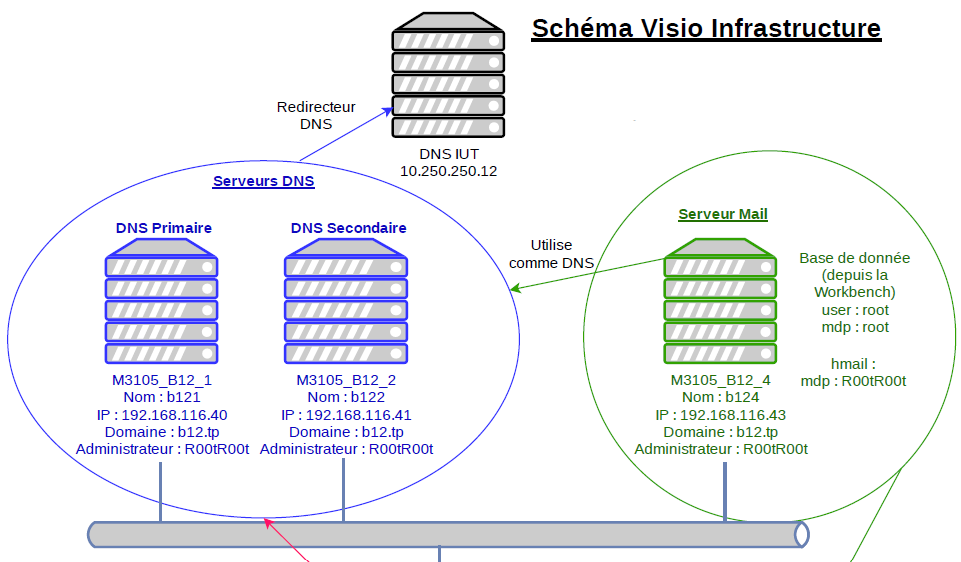 Schéma Visio Infrastructure
Redirecteur
DNS
DNS IUT
10.250.250.12
Serveurs DNS
DNS Primaire
DNS Secondaire
M3105_B12_1
Nom : b121
IP : 192.168.116.40
Domaine : b12.tp
Administrateur : R00tR00t
M3105_B12_2
Nom : b122
IP : 192.168.116.41
Domaine : b12.tp
Administrateur : R00tR00t
Utilise
comme DNS
Serveur Mail
M3105_B12_4
Nom : b124
IP : 192.168.116.43
Domaine : b12.tp
Administrateur : R00tR00t
Base de donnée
(depuis la
Workbench)
user : root
mdp : root
hmail :
mdp : R00tR00t